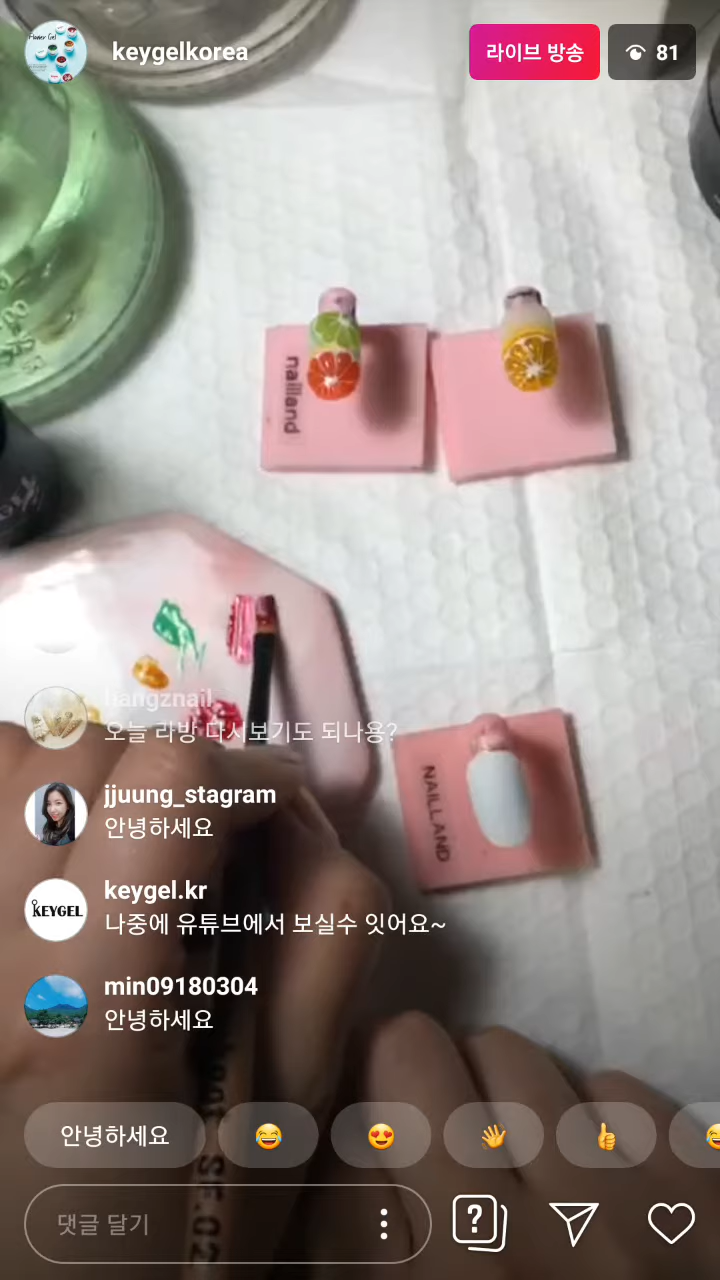 keygelkorea
라이브 방송
81
nailland
오늘 라방 다시보기도 되나용?
NAILLAND
jjuung_stagram
안녕하세요
keygel.kr
KEYGEL
나중에 유튜브에서 보실수 잇어요~
min09180304
안녕하세요
안녕하세요
댓글 달기